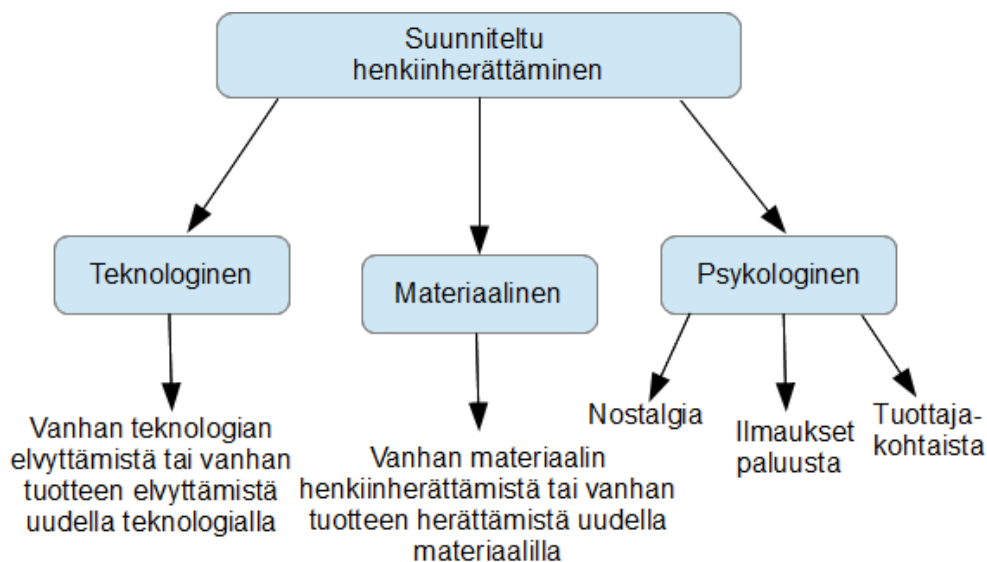 Suunniteltu
henkiinherättäminen
Teknologinen
Materiaalinen
Psykologinen
Vanhan teknologian
elvyttämistä tai vanhan
tuotteen elvyttämistä
uudella teknologialla
Vanhan materiaalin
henkiinherättämistä tai vanhan
tuotteen herättämistä uudella
materiaalilla
Nostalgia
Ilmaukset
paluusta
Tuottaja-
kohtaista